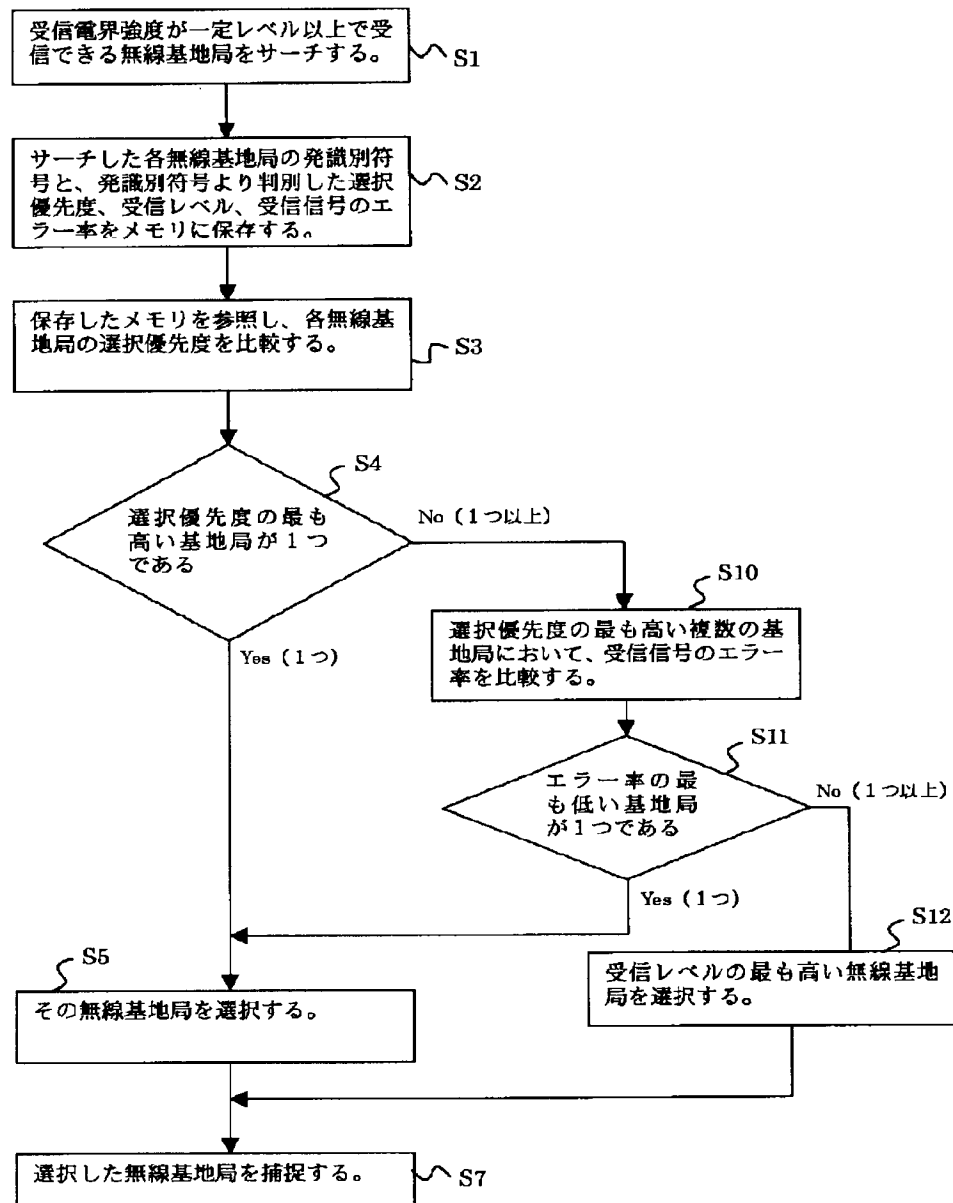 受信電界強度が一定レベル以上で受
信できる無線基地局をサーチする。
S1
サーチした各無線基地局の発識別符
号と、発識別符号より判別した選択
優先度、受信レベル、受信信号のエ
ラー率をメモリに保存する。
S2
保存したメモリを参照し、各無線基
地局の選択優先度を比較する。
S3
S4
選択優先度の最も
高い基地局が1つ
である
No(1つ以上)
Yes(1つ)
S10
選択優先度の最も高い複数の基
地局において、受信信号のエラー
率を比較する。
S11
エラー率の最
も低い基地局
が1つである
No(1つ以上)
Yes(1つ)
S12
受信レベルの最も高い無線基地
局を選択する。
S5
その無線基地局を選択する。
選択した無線基地局を捕捉する。
S7